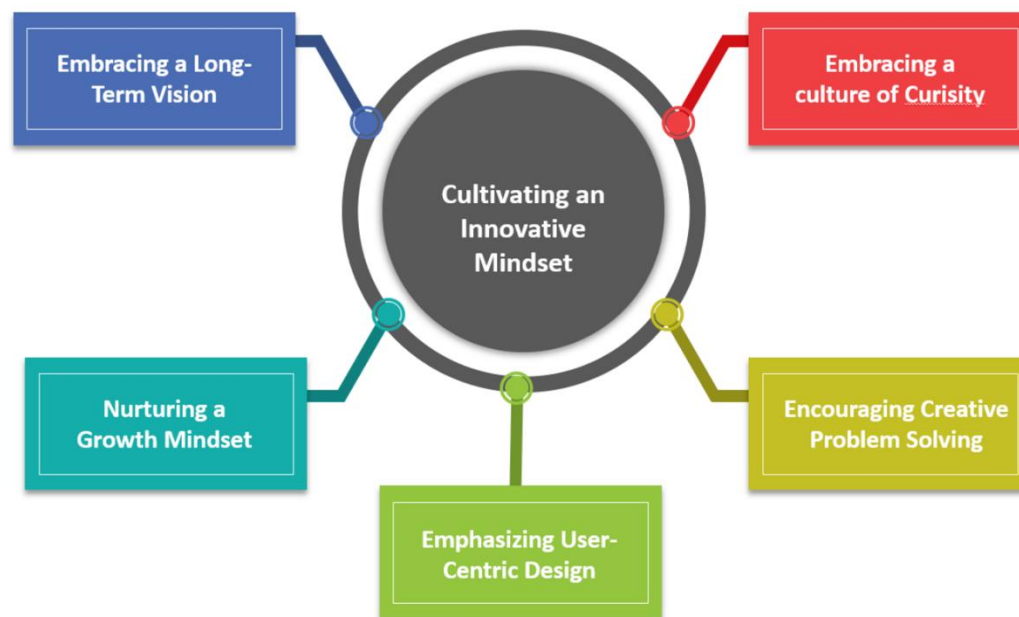 Embracing a Long-
Term Vision
Embracing a
culture of Curisity
Cultivating an
Innovative
Mindset
Nurturing a
Growth Mindset
Encouraging Creative
Problem Solving
Emphasizing User-
Centric Design